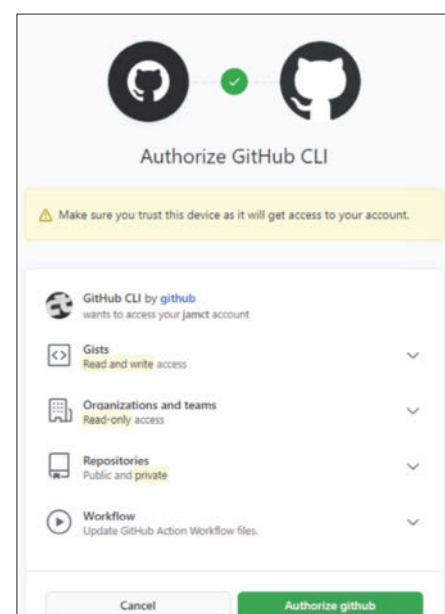 Authorize GitHub CLI
Make sure you trust this device as it will get access to your account.
GitHub CLI by github
wants to access your jamct account
Gists
Read and write access
Organizations and teams
Read-only access
Repositories
Public and private
Workflow
Update GitHub Action Workflow files.
Cancel
Authorize github